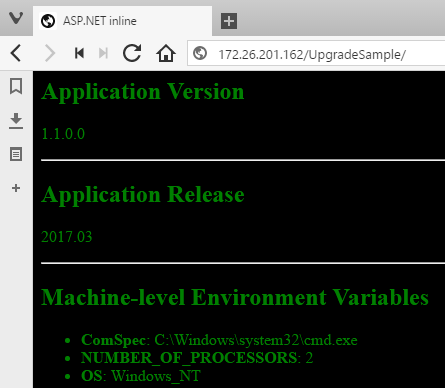 ASP.NET inline
172.26.201.162/UpgradeSample/
Application Version
1.1.0.0
Application Release
2017.03
Machine-level Environment Variables
ComSpec: C:\Windows\system32\cmd.exe
NUMBER_OF_PROCESSORS: 2
OS: Windows_NT